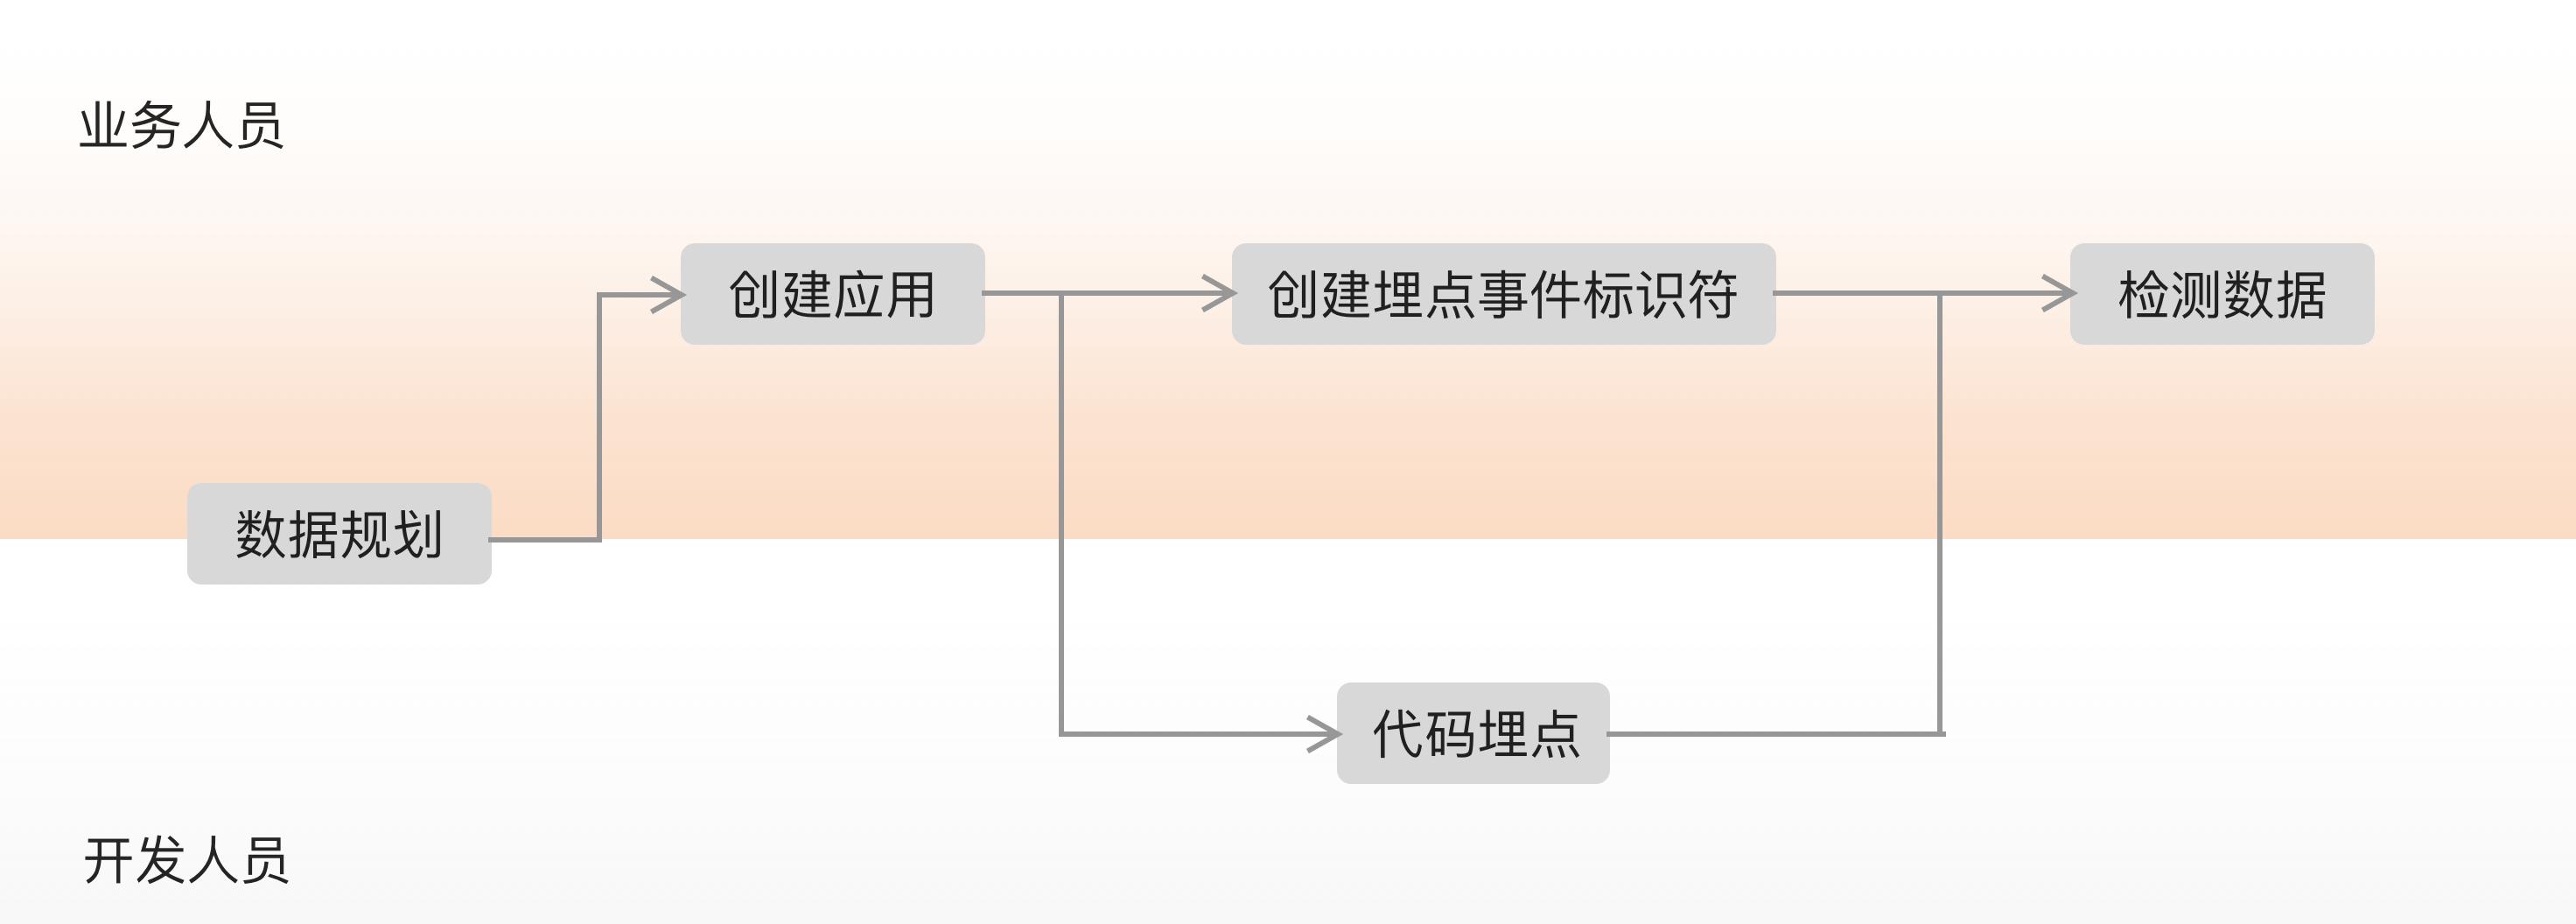 业务人员
创建应用
创建埋点事件标识符
检测数据
数据规划
代码埋点
开发人员